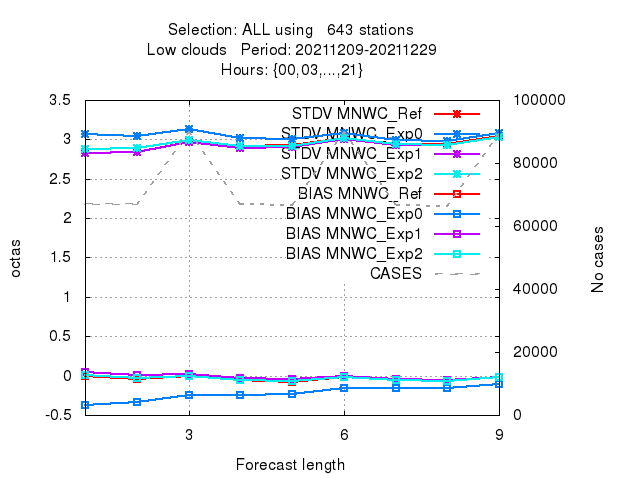 Selection: ALL using 643 stations
Low clouds Period: 20211209-20211229
Hours: {00,03,...,21}
3.5
3
2.5
2
1.5
1
0.5
0
-0.5
octas
100000
80000
60000
40000
20000
0
No cases
STDV MNWC_Ref
STDV MNWC_Exp0
STDV MNWC_Exp1
STDV MNWC_Exp2
BIAS MNWC_Ref
BIAS MNWC_Exp0
BIAS MNWC_Exp1
BIAS MNWC_Exp2
CASES
3 6 9
Forecast length